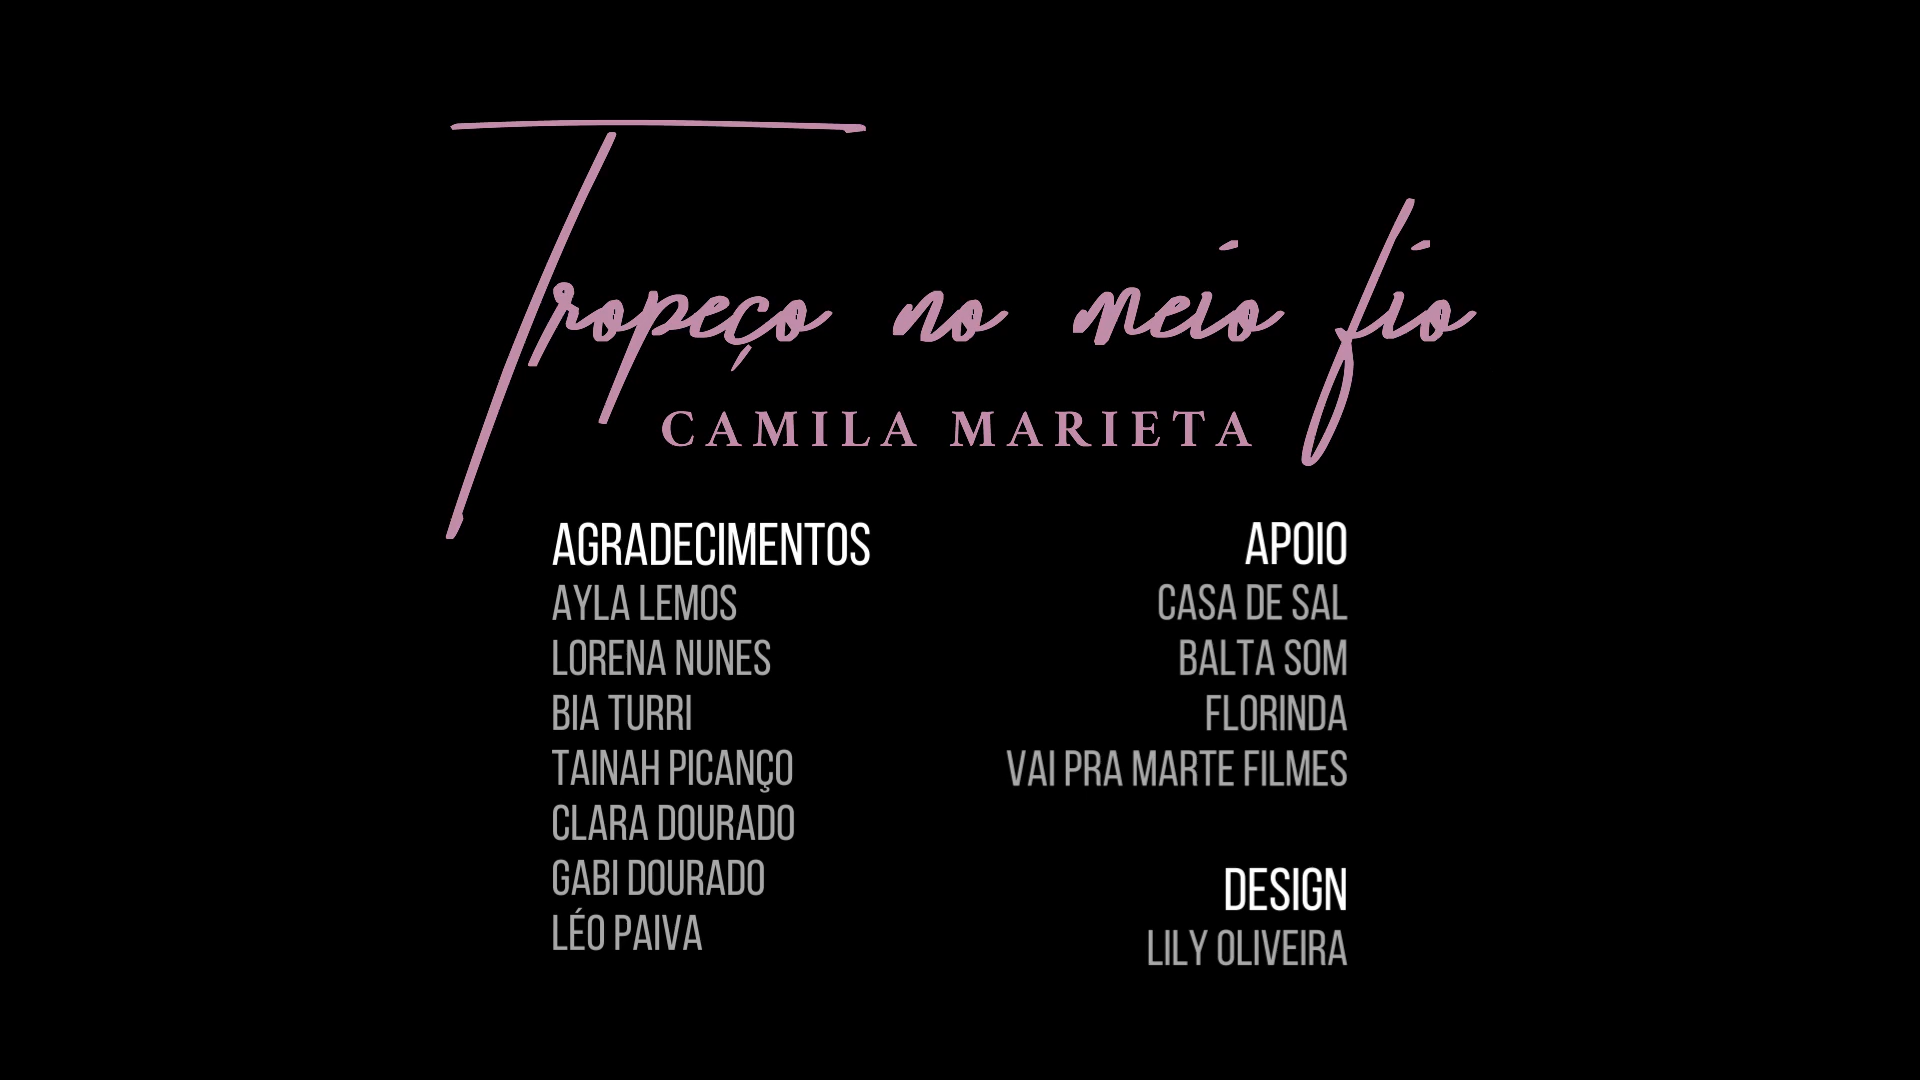 Tropeço no meio fio
CAMILA MARIETA
AGRADECIMENTOS
AYLA LEMOS
LORENA NUNES
BIA TURRI
TAINAH PICANÇO
CLARA DOURADO
GABI DOURADO
LÉO PAIVA
APOIO
CASA DE SAL
BALTA SOM
FLORINDA
VAI PRA MARTE FILMES
DESIGN
LILY OLIVEIRA